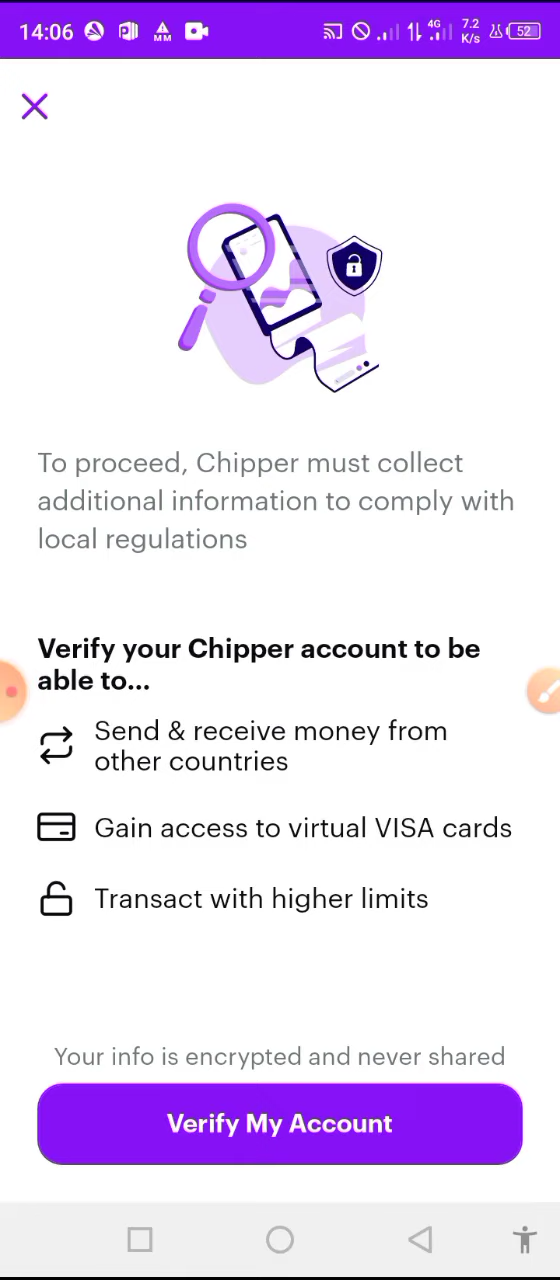 14:06
MM
4G
7.2
K/s
52
To proceed, Chipper must collect
additional information to comply with
local regulations
Verify your Chipper account to be
able to...
Send & receive money from
other countries
Gain access to virtual VISA cards
Transact with higher limits
Your info is encrypted and never shared
Verify My Account